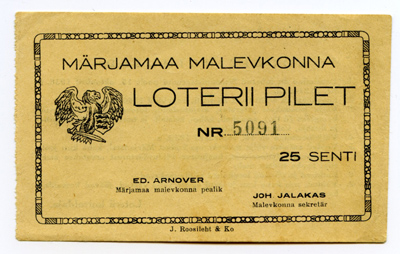 MÄRJAMAA MALEVKONNA
LOTERII PILET
NR 5091
25 SENTI
ED. ARNOVER
Märjamaa malevkonna pealik
JOH JALAKAS
Malevkonna sekretär
J. Roosileht & Ko